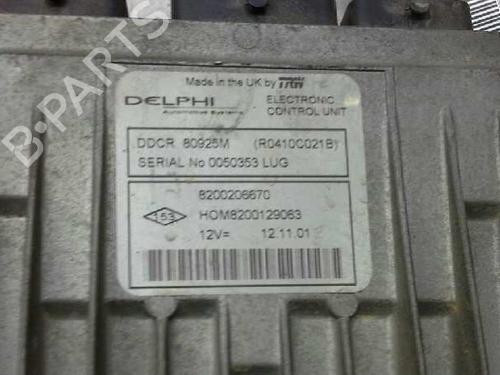 B-PARTS
Made in the UK by TRW
DELPHI
Automotive Systems
ELECTRONIC
CONTROL UNIT
DDCR 80925M (R0410C021B)
SERIAL No 0050353 LUG
8200206670
153
HOM8200129063
12V= 12.11.01